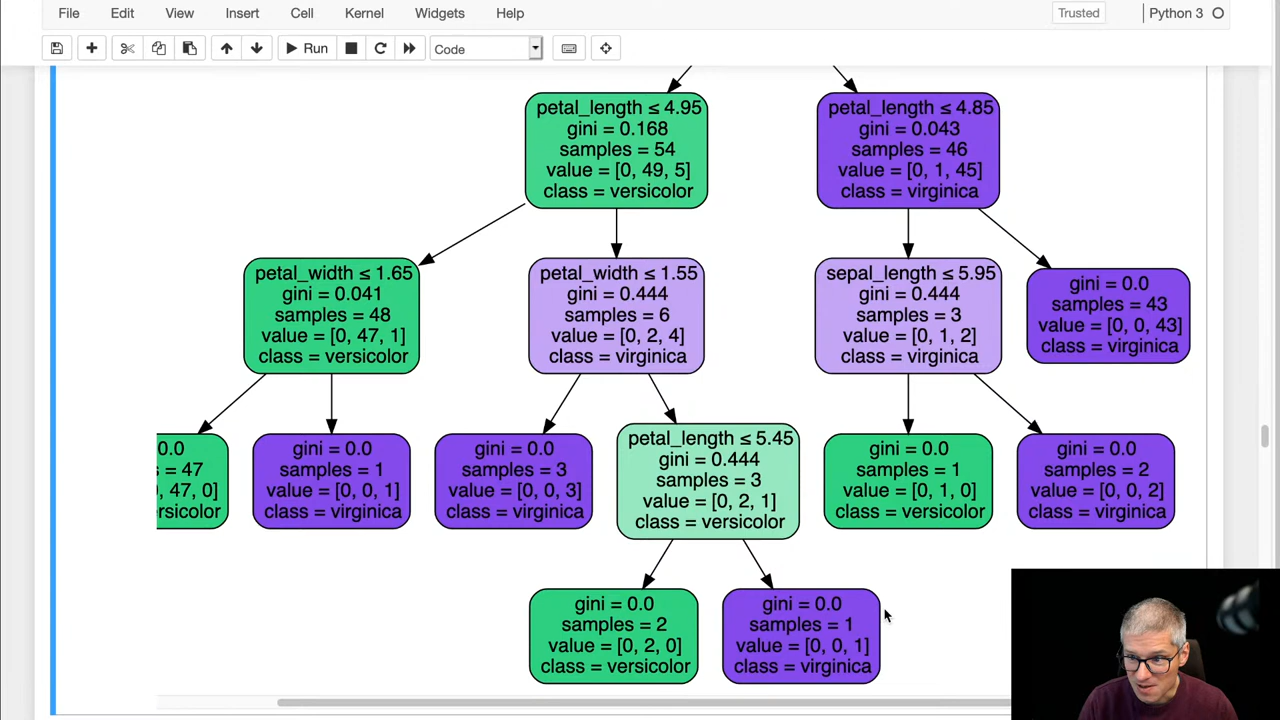 File Edit View Insert Cell Kernel Widgets Help Trusted Python 3
Run Code
petal_length ≤ 4.95
gini = 0.168
samples = 54
value = [0, 49, 5]
class = versicolor
petal_length ≤ 4.85
gini = 0.043
samples = 46
value = [0, 1, 45]
class = virginica
petal_width ≤ 1.65
gini = 0.041
samples = 48
value = [0, 47, 1]
class = versicolor
petal_width ≤ 1.55
gini = 0.444
samples = 6
value = [0, 2, 4]
class = virginica
sepal_length ≤ 5.95
gini = 0.444
samples = 3
value = [0, 1, 2]
class = virginica
gini = 0.0
samples = 43
value = [0, 0, 43]
class = virginica
0.0
= 47
, 47, 0]
ersicolor
gini = 0.0
samples = 1
value = [0, 0, 1]
class = virginica
gini = 0.0
samples = 3
value = [0, 0, 3]
class = virginica
petal_length ≤ 5.45
gini = 0.444
samples = 3
value = [0, 2, 1]
class = versicolor
gini = 0.0
samples = 1
value = [0, 1, 0]
class = versicolor
gini = 0.0
samples = 2
value = [0, 0, 2]
class = virginica
gini = 0.0
samples = 2
value = [0, 2, 0]
class = versicolor
gini = 0.0
samples = 1
value = [0, 0, 1]
class = virginica